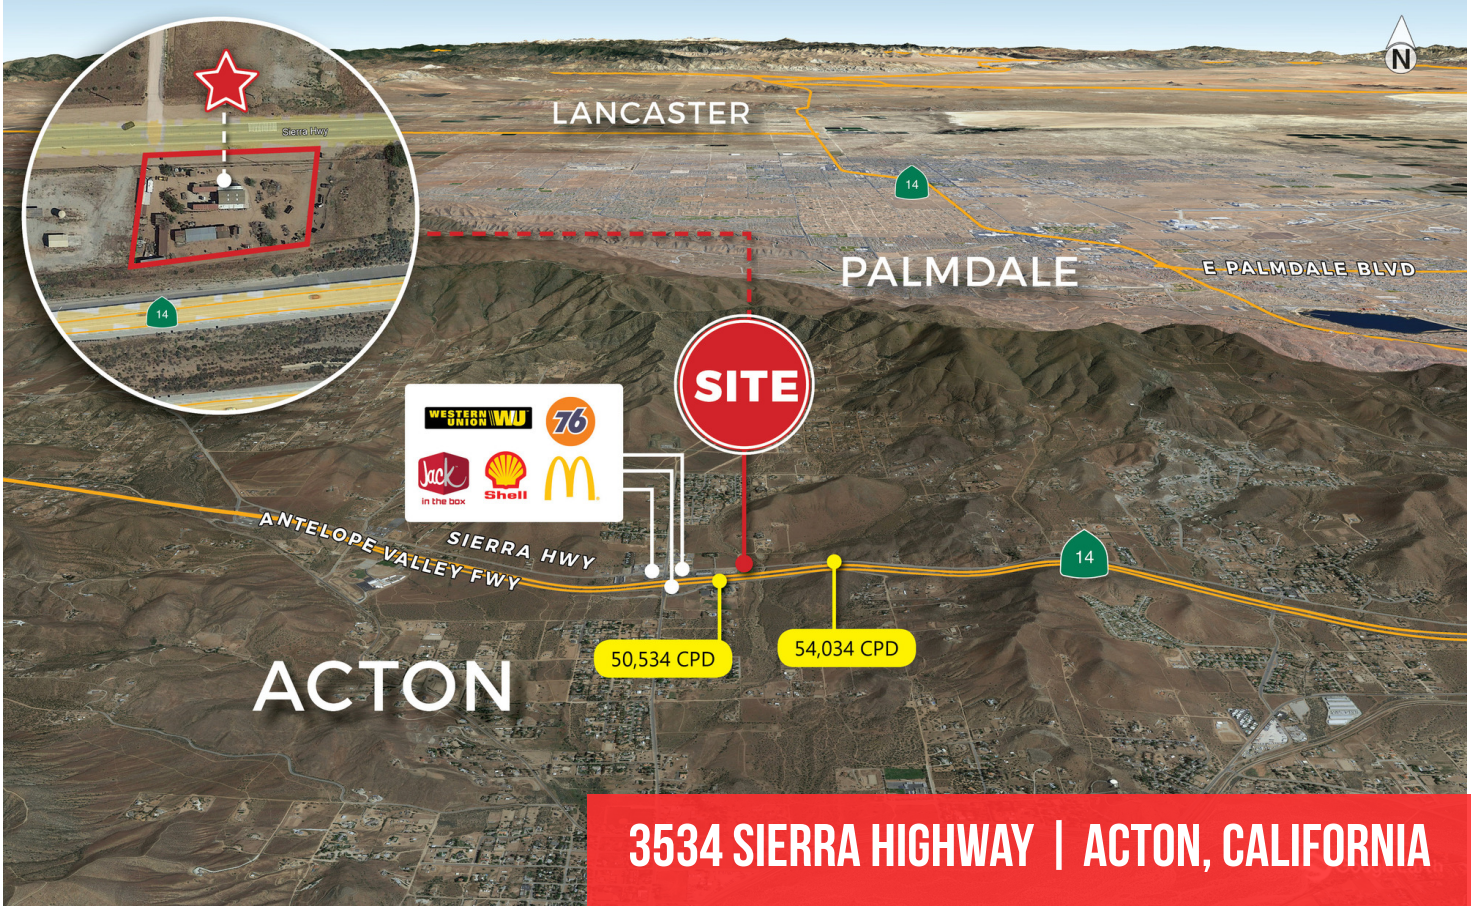 N
LANCASTER
Sierra Hwy
14
PALMDALE
E PALMDALE BLVD
14
SITE
WESTERN
UNION WU
76
Jack
in the box
Shell
SIERRA HWY
ANTELOPE VALLEY FWY
14
50,534 CPD
54,034 CPD
ACTON
3534 SIERRA HIGHWAY | ACTON, CALIFORNIA